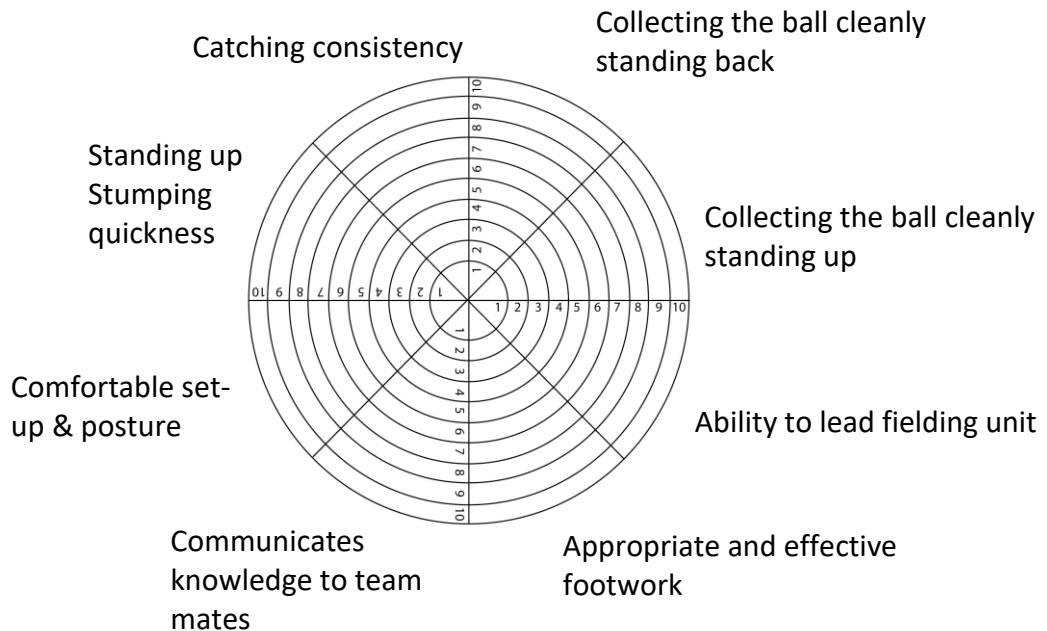 Collecting the ball cleanly
standing back
Catching consistency
Standing up
Stumping
quickness
Collecting the ball cleanly
standing up
Comfortable set-
up & posture
Ability to lead fielding unit
Communicates
knowledge to team
mates
Appropriate and effective
footwork
10
9
8
7
6
5
4
3
2
1
10 9 8 7 6 5 4 3 2 1
1 2 3 4 5 6 7 8 9 10
1
2
3
4
5
6
7
8
9
10